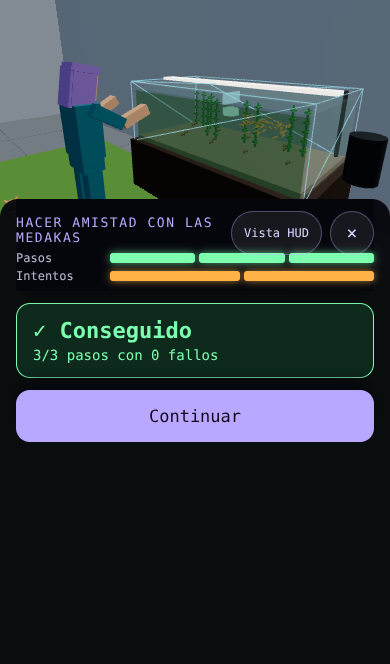 HACER AMISTAD CON LAS
MEDAKAS
Vista HUD
×
Pasos
Intentos
✓ Conseguido
3/3 pasos con 0 fallos
Continuar